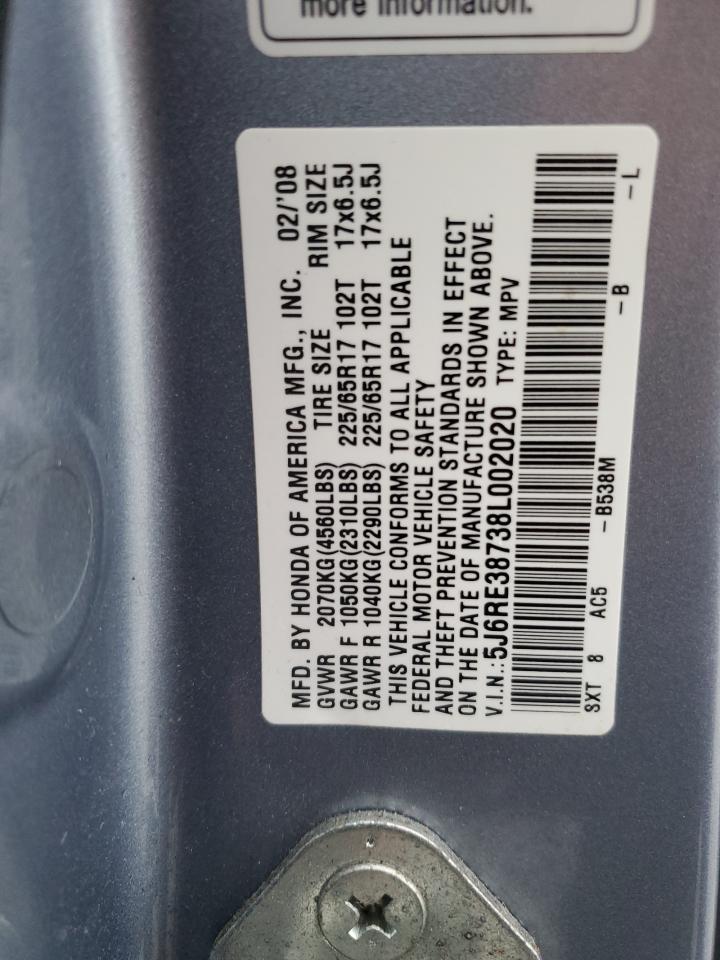 more information.
MFD. BY HONDA OF AMERICA MFG., INC. 02/'08
GVWR 2070KG(4560LBS) TIRE SIZE RIM SIZE
GAWR F 1050KG(2310LBS) 225/65R17 102T 17x6.5J
GAWR R 1040KG(2290LBS) 225/65R17 102T 17x6.5J
THIS VEHICLE CONFORMS TO ALL APPLICABLE
FEDERAL MOTOR VEHICLE SAFETY
AND THEFT PREVENTION STANDARDS IN EFFECT
ON THE DATE OF MANUFACTURE SHOWN ABOVE.
V.I.N.:5J6RE38738L002020 TYPE: MPV
SXT 8 AC5 -B538M -B -L